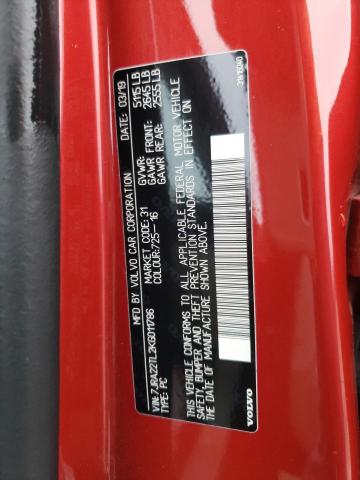 MFD BY VOLVO CAR CORPORATION DATE: 03/19
MARKET CODE: 31 GVWR: 5115 LB
COLOUR:725-16 GAWR FRONT: 2645 LB
GAWR REAR: 2555 LB
VIN: 7JRA22TL2KG011786
TYPE: PC
THIS VEHICLE CONFORMS TO ALL APPLICABLE FEDERAL MOTOR VEHICLE
SAFETY, BUMPER AND THEFT PREVENTION STANDARDS IN EFFECT ON
THE DATE OF MANUFACTURE SHOWN ABOVE.
VOLVO